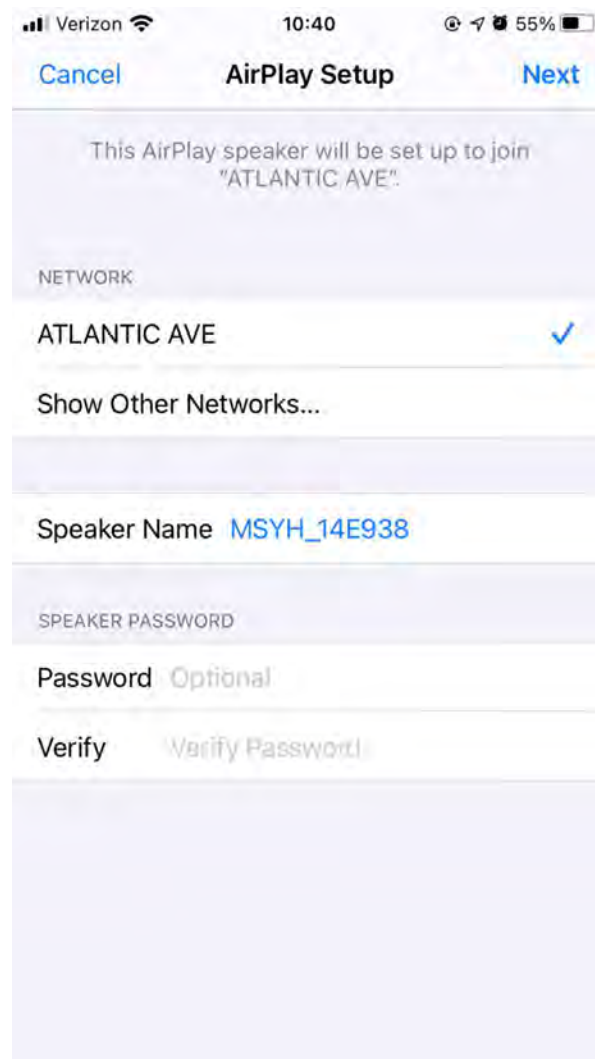 Verizon 10:40 55%
Cancel AirPlay Setup Next
This AirPlay speaker will be set up to join
"ATLANTIC AVE".
NETWORK
ATLANTIC AVE
Show Other Networks...
Speaker Name MSYH_14E938
SPEAKER PASSWORD
Password Optional
Verify Verify Password